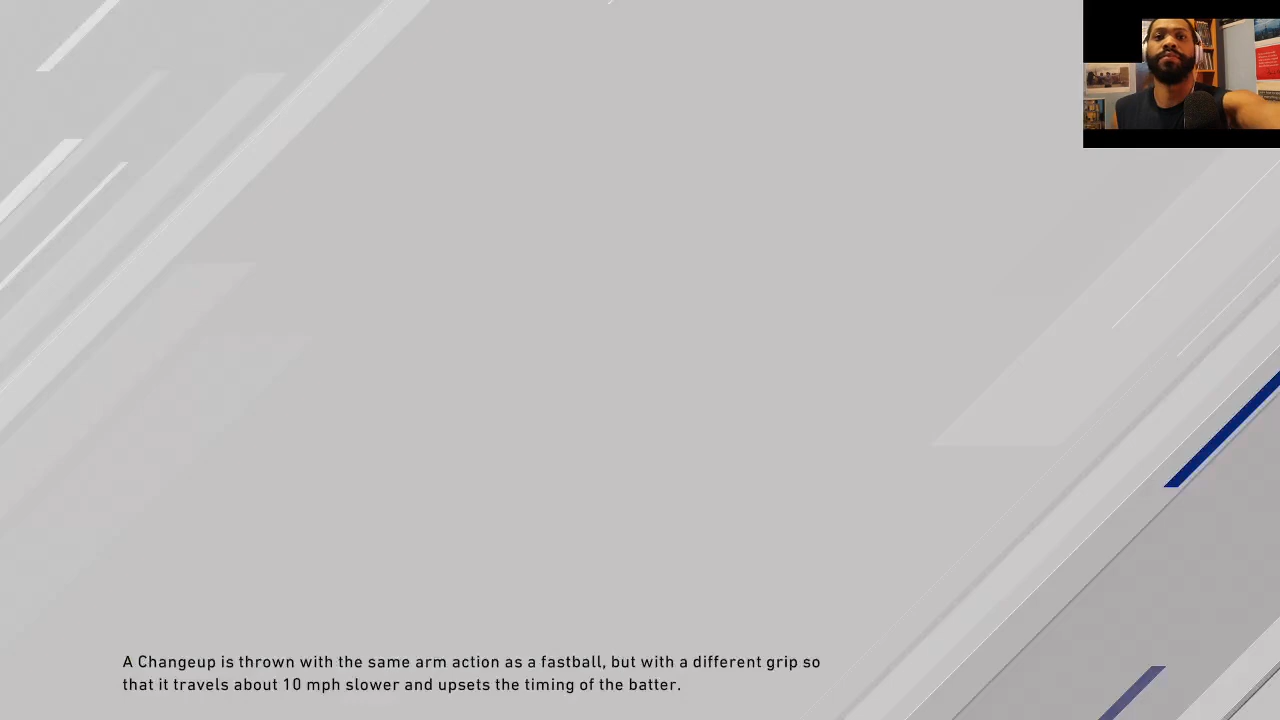 A Changeup is thrown with the same arm action as a fastball, but with a different grip so
that it travels about 10 mph slower and upsets the timing of the batter.